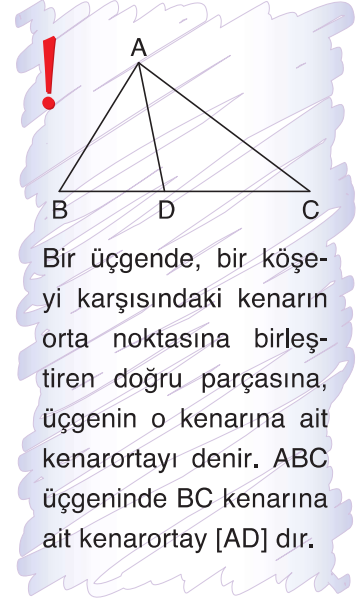 !
A
B D C
Bir üçgende, bir köşe-
yi karşısındaki kenarın
orta noktasına birleş-
tiren doğru parçasına,
üçgenin o kenarına ait
kenarortayı denir. ABC
üçgeninde BC kenarına
ait kenarortay [AD] dır.